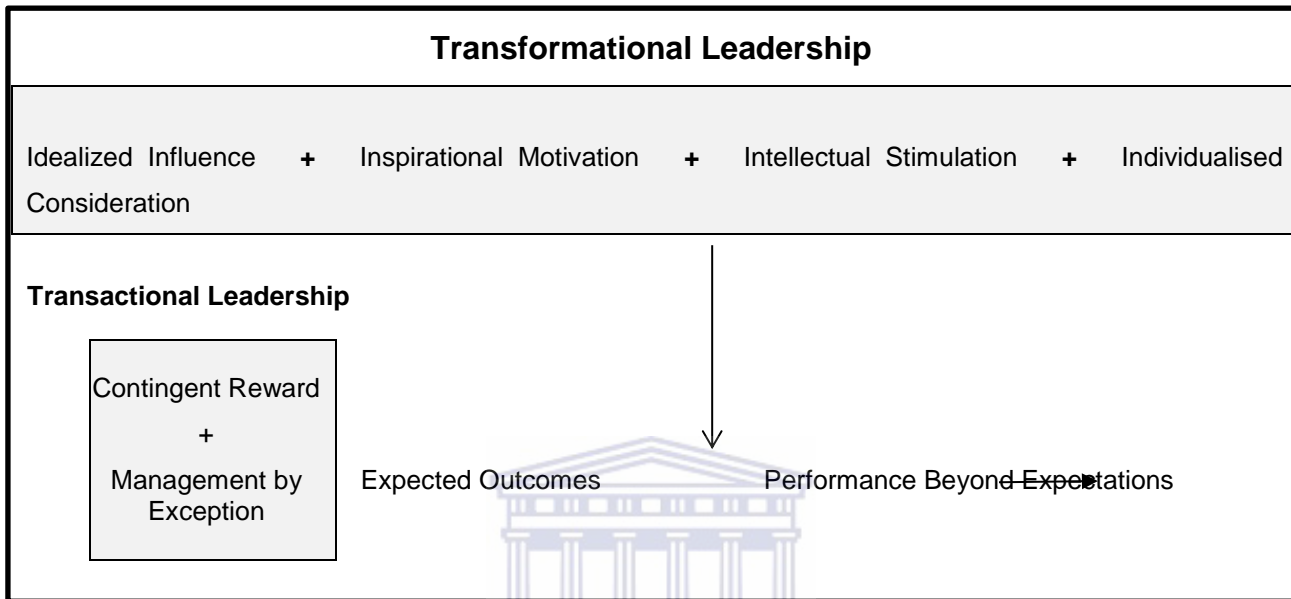 Transformational Leadership
Idealized Influence + Inspirational Motivation + Intellectual Stimulation + Individualised
Consideration
Transactional Leadership
Contingent Reward
+
Management by
Exception
Expected Outcomes
Performance Beyond Expectations